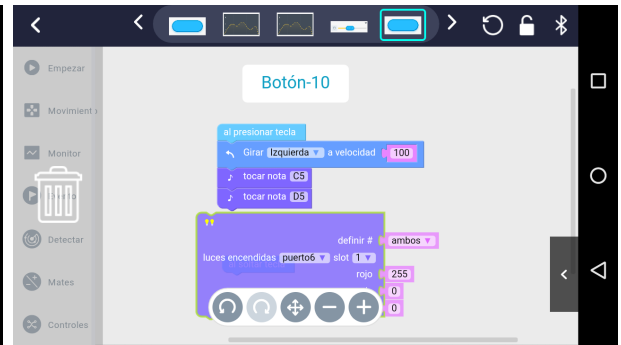 Botón-10
Empezar
Movimient
Monitor
Detectar
Mates
Controles
al presionar tecla
Girar Izquierda a velocidad 100
tocar nota C5
tocar nota D5
definir # ambos
luces encendidas puerto6 slot 1
rojo 255
0
0